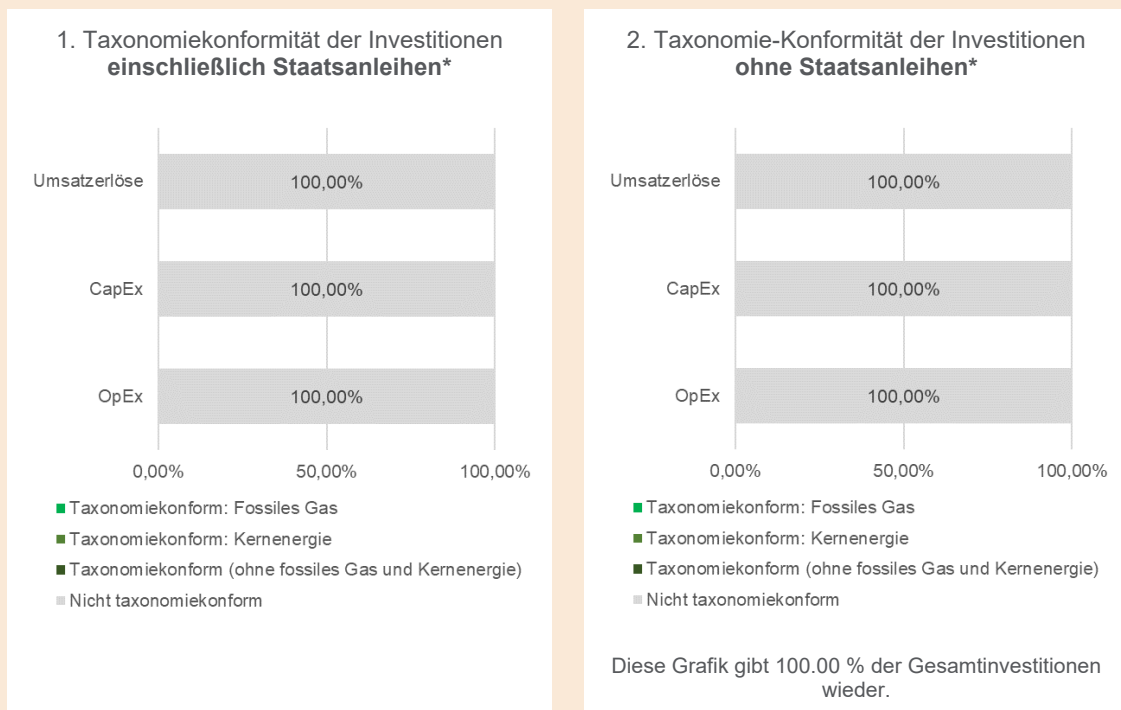 1. Taxonomiekonformität der Investitionen
einschließlich Staatsanleihen*
Umsatzerlöse
100,00%
CapEx
100,00%
OpEx
100,00%
0,00%
50,00%
100,00%
Taxonomiekonform: Fossiles Gas
Taxonomiekonform: Kernenergie
Taxonomiekonform (ohne fossiles Gas und Kernenergie)
Nicht taxonomiekonform
2. Taxonomie-Konformität der Investitionen
ohne Staatsanleihen*
Umsatzerlöse
100,00%
CapEx
100,00%
OpEx
100,00%
0,00%
50,00%
100,00%
Taxonomiekonform: Fossiles Gas
Taxonomiekonform: Kernenergie
Taxonomiekonform (ohne fossiles Gas und Kernenergie)
Nicht taxonomiekonform
Diese Grafik gibt 100.00 % der Gesamtinvestitionen
wieder.